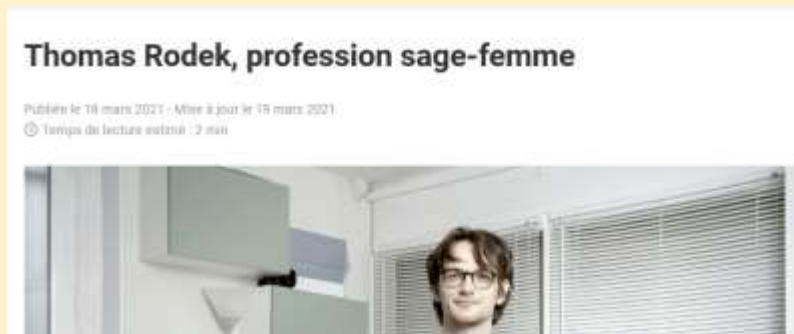 Thomas Rodek, profession sage-femme
Publiée le 18 mars 2021 - Mise à jour le 19 mars 2021
Temps de lecture estimé : 2 min